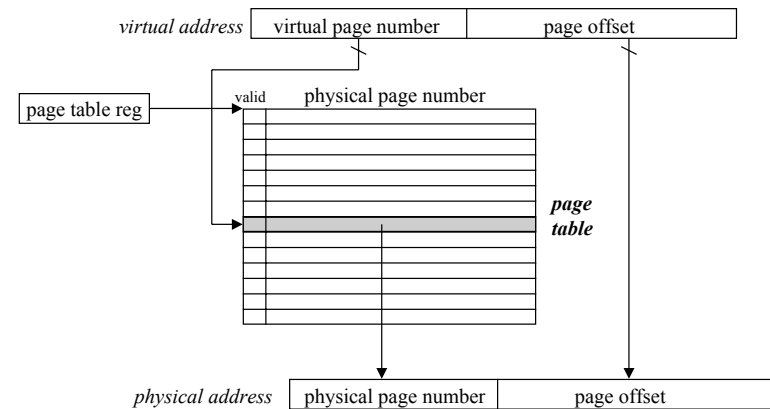 virtual address virtual page number page offset
valid physical page number
page table reg
page
table
physical address physical page number page offset